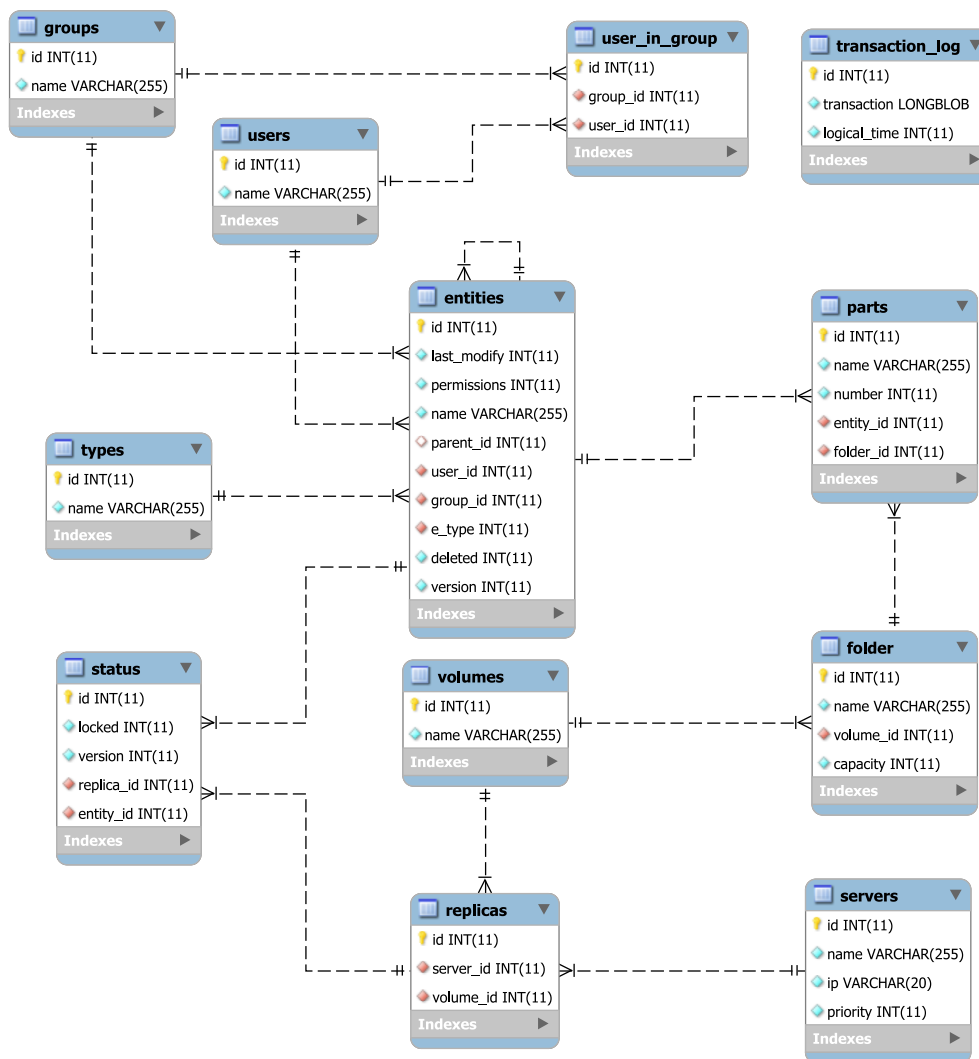 groups
id INT(11)
name VARCHAR(255)
Indexes
user_in_group
id INT(11)
group_id INT(11)
user_id INT(11)
Indexes
transaction_log
id INT(11)
transaction LONGBLOB
logical_time INT(11)
Indexes
users
id INT(11)
name VARCHAR(255)
Indexes
entities
id INT(11)
last_modify INT(11)
permissions INT(11)
name VARCHAR(255)
parent_id INT(11)
user_id INT(11)
group_id INT(11)
e_type INT(11)
deleted INT(11)
version INT(11)
Indexes
parts
id INT(11)
name VARCHAR(255)
number INT(11)
entity_id INT(11)
folder_id INT(11)
Indexes
types
id INT(11)
name VARCHAR(255)
Indexes
status
id INT(11)
locked INT(11)
version INT(11)
replica_id INT(11)
entity_id INT(11)
Indexes
volumes
id INT(11)
name VARCHAR(255)
Indexes
folder
id INT(11)
name VARCHAR(255)
volume_id INT(11)
capacity INT(11)
Indexes
replicas
id INT(11)
server_id INT(11)
volume_id INT(11)
Indexes
servers
id INT(11)
name VARCHAR(255)
ip VARCHAR(20)
priority INT(11)
Indexes